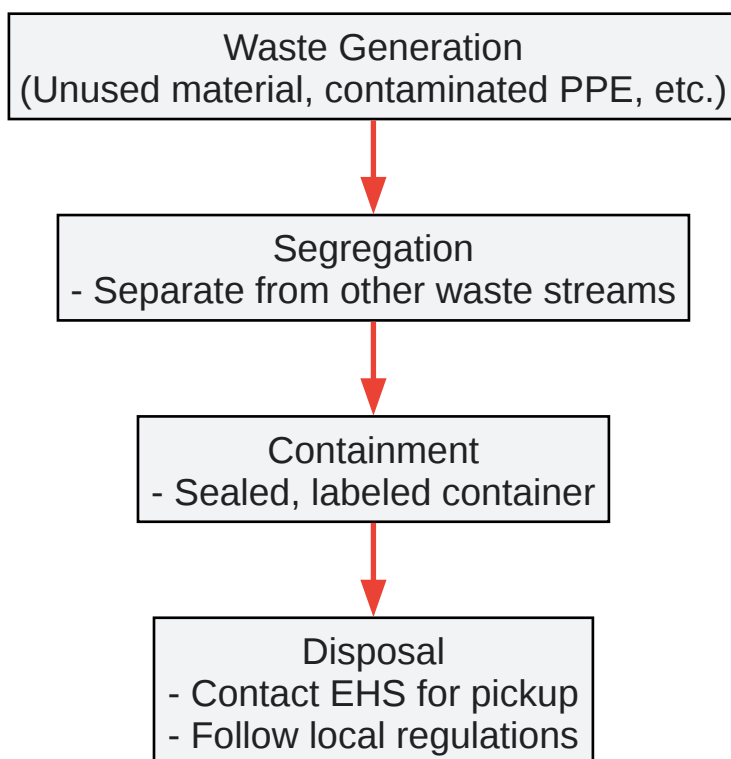 Waste Generation
(Unused material, contaminated PPE, etc.)
Segregation
- Separate from other waste streams
Containment
- Sealed, labeled container
Disposal
- Contact EHS for pickup
- Follow local regulations